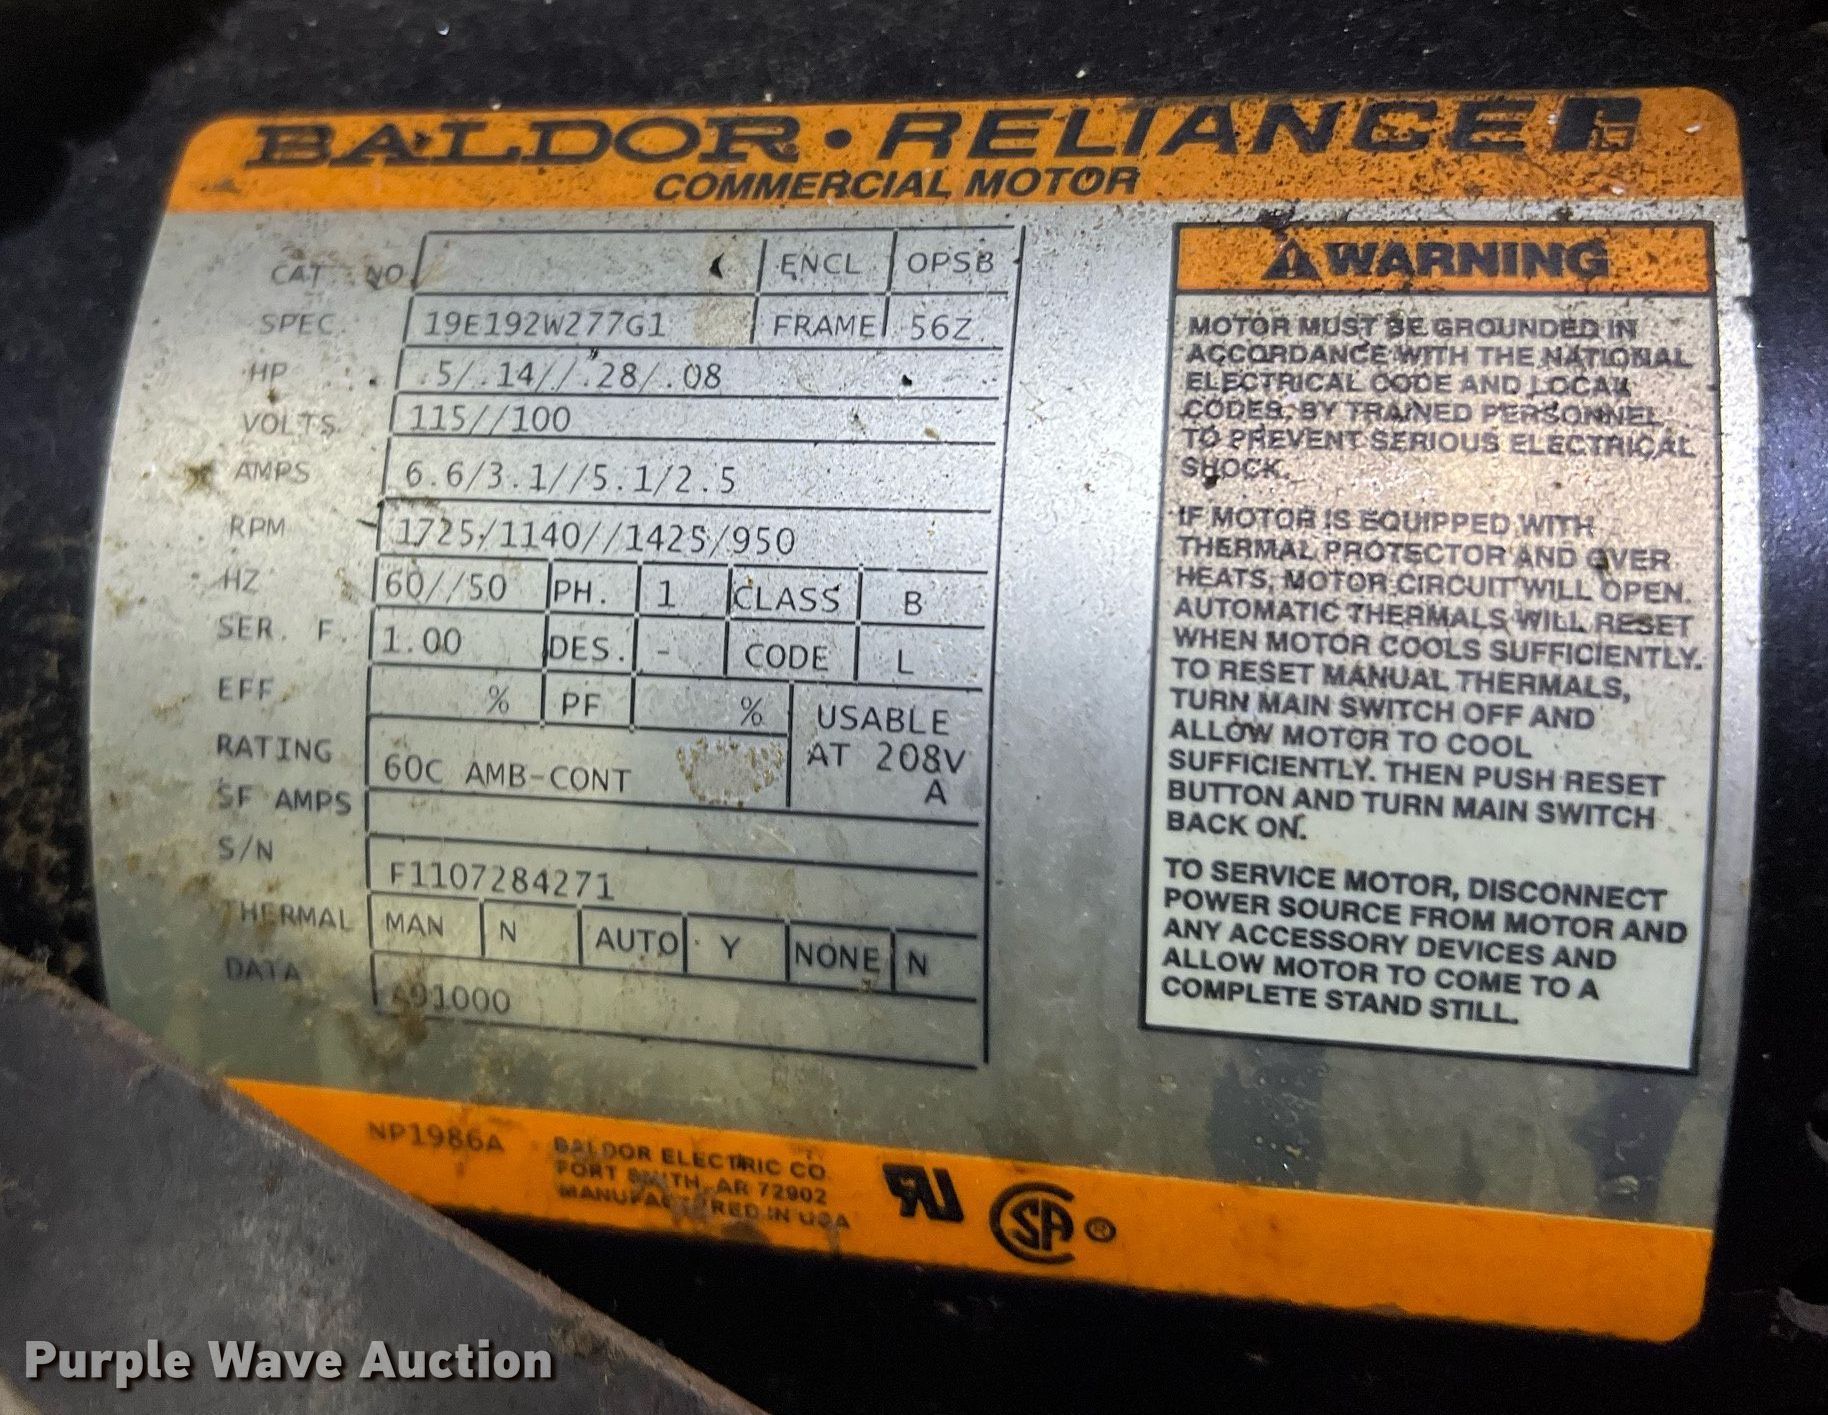 BALDOR • RELIANCE
COMMERCIAL MOTOR
CAT. NO. ENCL OPSB
SPEC. 19E192W277G1 FRAME 56Z
HP .5/.14//.28/.08
VOLTS 115//100
AMPS 6.6/3.1//5.1/2.5
RPM 1725/1140//1425/950
HZ 60//50 PH. 1 CLASS B
SER. F. 1.00 DES. - CODE L
EFF % PF %
USABLE
AT 208V
A
RATING 60C AMB-CONT
SF AMPS
S/N F1107284271
THERMAL MAN N AUTO Y NONE N
DATA 491000
WARNING
MOTOR MUST BE GROUNDED IN
ACCORDANCE WITH THE NATIONAL
ELECTRICAL CODE AND LOCAL
CODES, BY TRAINED PERSONNEL
TO PREVENT SERIOUS ELECTRICAL
SHOCK.
IF MOTOR IS EQUIPPED WITH
THERMAL PROTECTOR AND OVER
HEATS, MOTOR CIRCUIT WILL OPEN.
AUTOMATIC THERMALS WILL RESET
WHEN MOTOR COOLS SUFFICIENTLY.
TO RESET MANUAL THERMALS,
TURN MAIN SWITCH OFF AND
ALLOW MOTOR TO COOL
SUFFICIENTLY. THEN PUSH RESET
BUTTON AND TURN MAIN SWITCH
BACK ON.
TO SERVICE MOTOR, DISCONNECT
POWER SOURCE FROM MOTOR AND
ANY ACCESSORY DEVICES AND
ALLOW MOTOR TO COME TO A
COMPLETE STAND STILL.
NP1986A
BALDOR ELECTRIC CO.
FORT SMITH, AR 72902
MANUFACTURED IN USA
SA ®
Purple Wave Auction